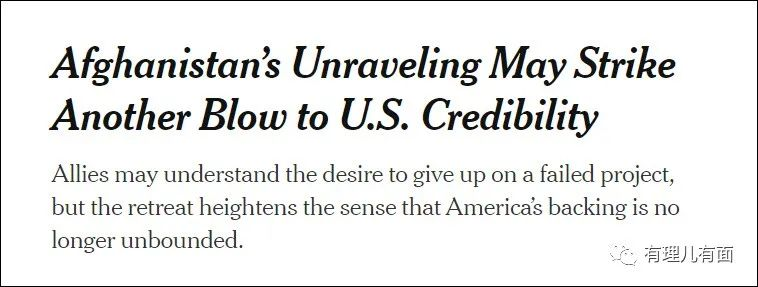 Afghanistan’s Unraveling May Strike
Another Blow to U.S. Credibility
Allies may understand the desire to give up on a failed project,
but the retreat heightens the sense that America’s backing is no
longer unbounded.
有理儿有面